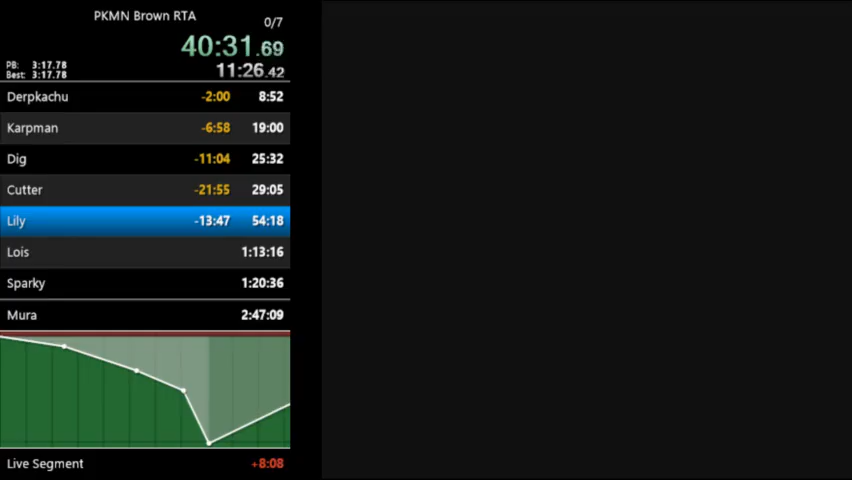 PKMN Brown RTA
0/7
40:31.69
PB: 3:17.78 11:26.42
Best: 3:17.78
Derpkachu -2:00 8:52
Karpman -6:58 19:00
Dig -11:04 25:32
Cutter -21:55 29:05
Lily -13:47 54:18
Lois 1:13:16
Sparky 1:20:36
Mura 2:47:09
Live Segment +8:08